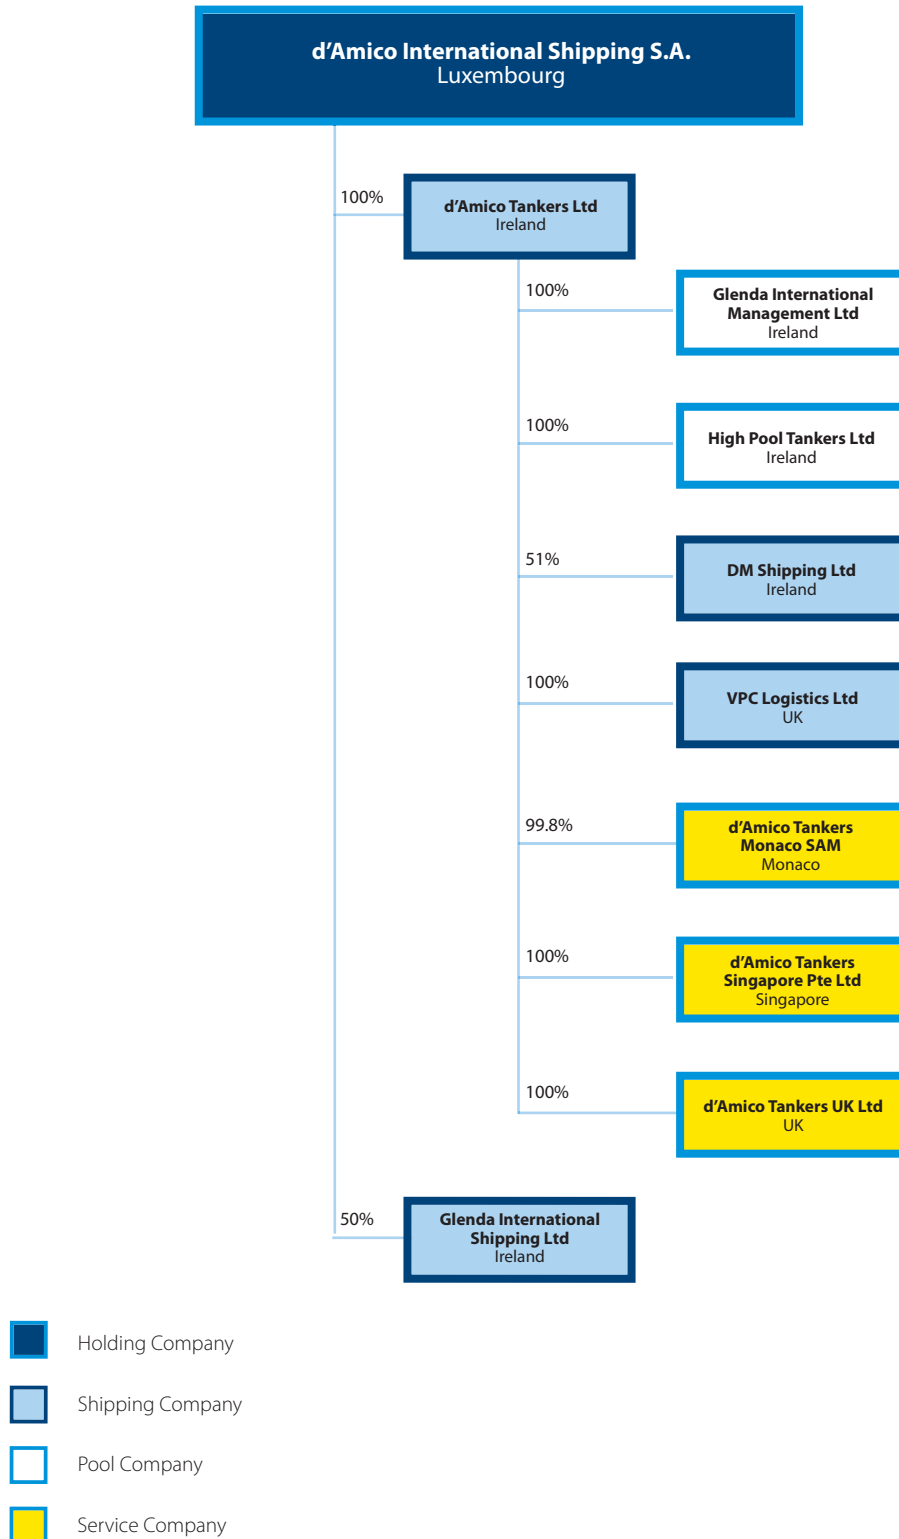 d’Amico International Shipping S.A.
Luxembourg
100%
d’Amico Tankers Ltd
Ireland
100%
Glenda International
Management Ltd
Ireland
100%
High Pool Tankers Ltd
Ireland
51%
DM Shipping Ltd
Ireland
100%
VPC Logistics Ltd
UK
99.8%
d’Amico Tankers
Monaco SAM
Monaco
100%
d’Amico Tankers
Singapore Pte Ltd
Singapore
100%
d’Amico Tankers UK Ltd
UK
50%
Glenda International
Shipping Ltd
Ireland
Holding Company
Shipping Company
Pool Company
Service Company